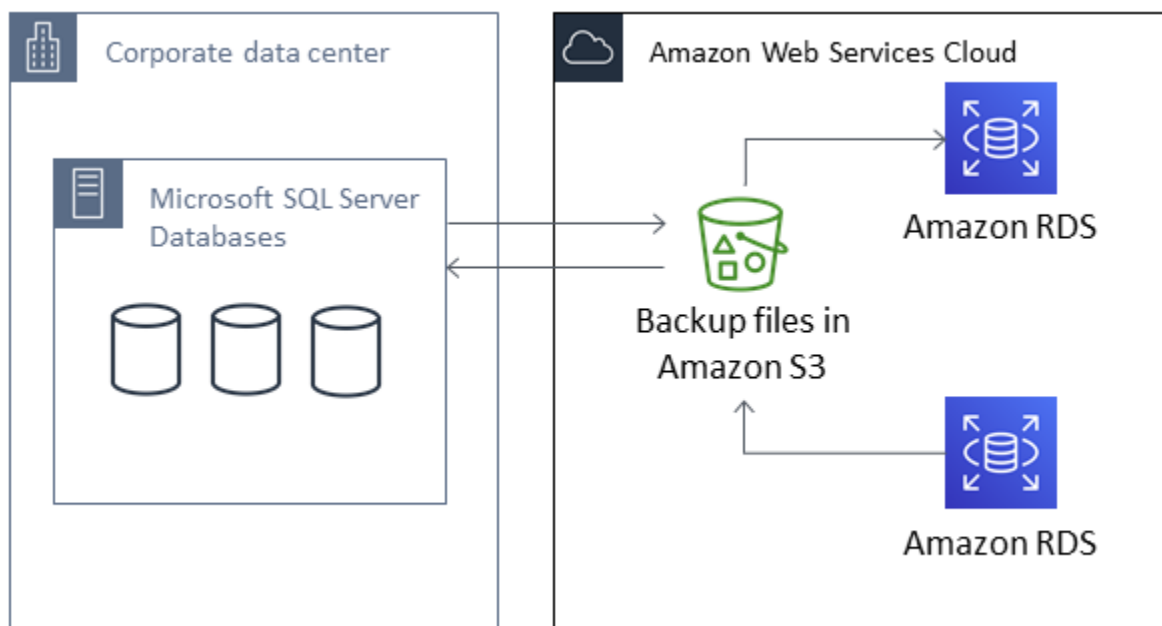 Corporate data center
Microsoft SQL Server
Databases
Amazon Web Services Cloud
Amazon RDS
Backup files in
Amazon S3
Amazon RDS